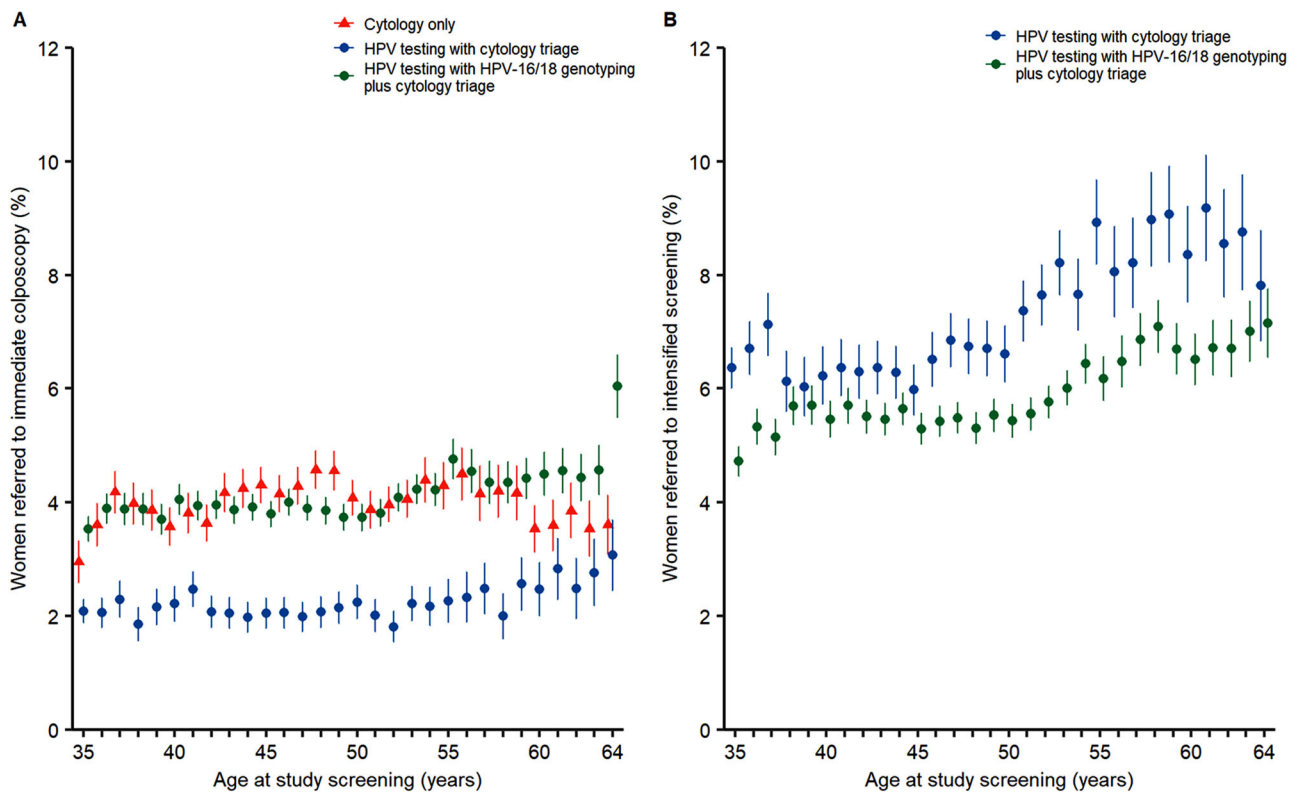 A
Cytology only
HPV testing with cytology triage
HPV testing with HPV-16/18 genotyping
plus cytology triage
12
10
8
6
4
2
0
Women referred to immediate colposcopy (%)
35
40
45
50
55
60
64
Age at study screening (years)
B
HPV testing with cytology triage
HPV testing with HPV-16/18 genotyping
plus cytology triage
12
10
8
6
4
2
0
Women referred to intensified screening (%)
35
40
45
50
55
60
64
Age at study screening (years)